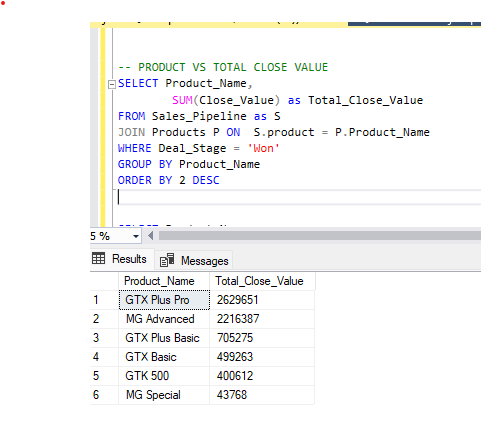 -- PRODUCT VS TOTAL CLOSE VALUE
SELECT Product_Name,
SUM(Close_Value) as Total_Close_Value
FROM Sales_Pipeline as S
JOIN Products P ON S.product = P.Product_Name
WHERE Deal_Stage = 'Won'
GROUP BY Product_Name
ORDER BY 2 DESC
5 %
Results Messages
Product_Name Total_Close_Value
1 GTX Plus Pro 2629651
2 MG Advanced 2216387
3 GTX Plus Basic 705275
4 GTX Basic 499263
5 GTK 500 400612
6 MG Special 43768